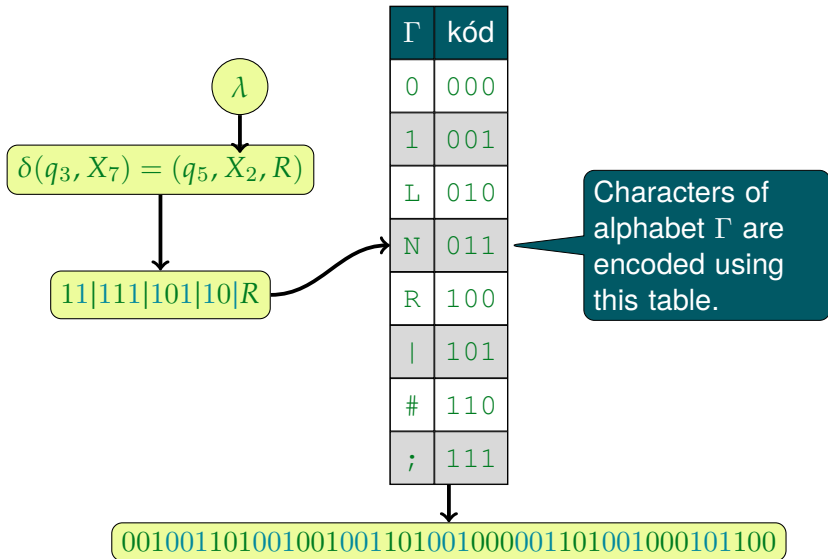 Γ kód
0 000
1 001
L 010
N 011
R 100
| 101
# 110
; 111
λ
δ(q₃, X₇) = (q₅, X₂, R)
11|111|101|10|R
Characters of
alphabet Γ are
encoded using
this table.
001001101001001001101001000001101001000101100